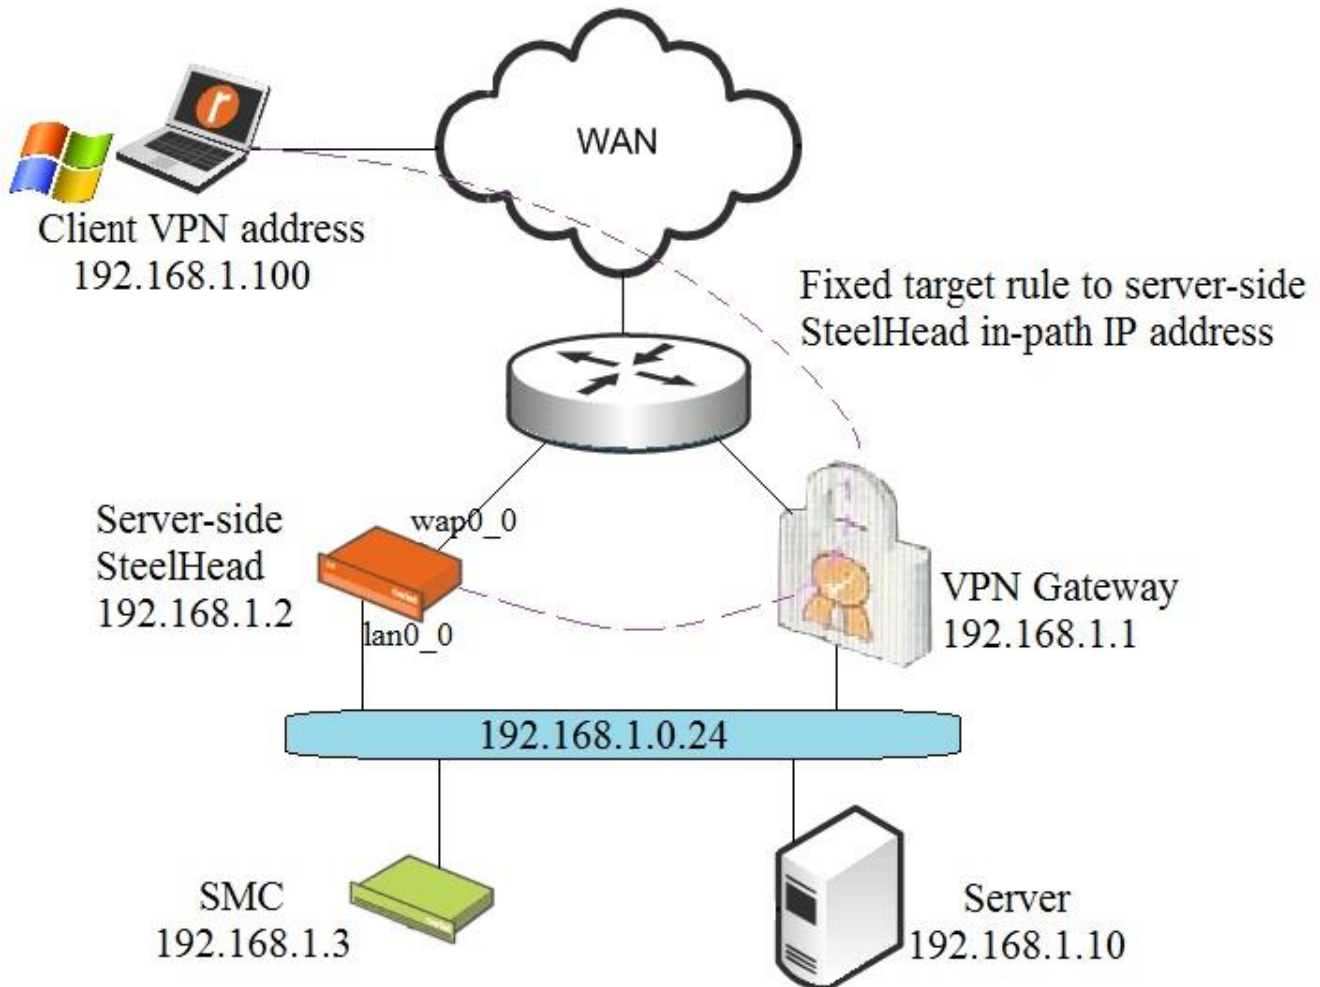 WAN
Client VPN address
192.168.1.100
Fixed target rule to server-side
SteelHead in-path IP address
Server-side
SteelHead
192.168.1.2
wap0_0
lan0_0
VPN Gateway
192.168.1.1
192.168.1.0.24
SMC
192.168.1.3
Server
192.168.1.10